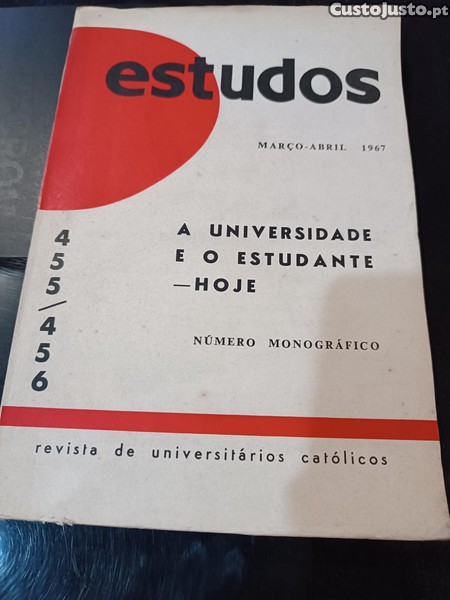 CustoJusto.pt
estudos
MARÇO-ABRIL 1967
A UNIVERSIDADE
E O ESTUDANTE
—HOJE
455/456
NÚMERO MONOGRÁFICO
revista de universitários católicos